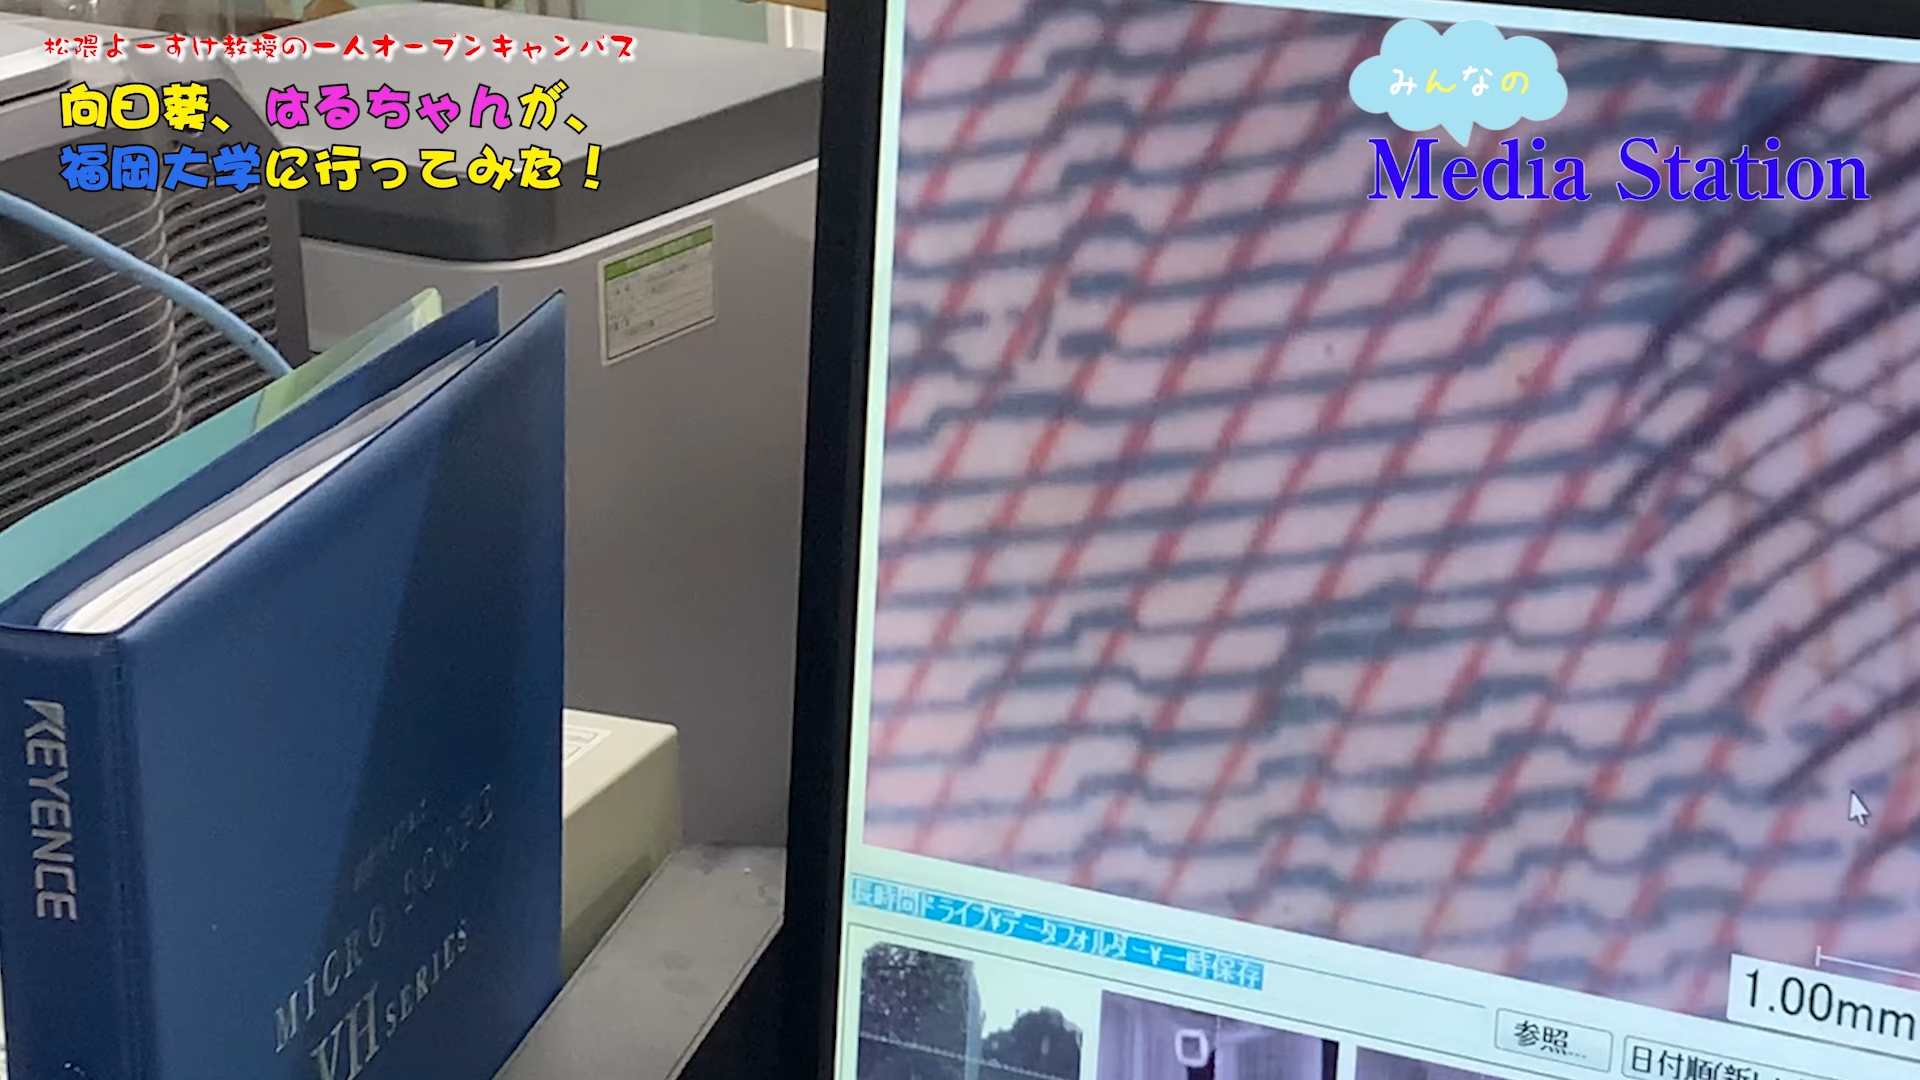 松隈よーすけ教授の一人オープンキャンパス
向日葵、はるちゃんが、
福岡大学に行ってみた！
みんなの
Media Station
KEYENCE
MICRO SCOPE
VH SERIES
長時間ドライブ¥データフォルダー¥一時保存
1.00mm
参照...
日付順(新し